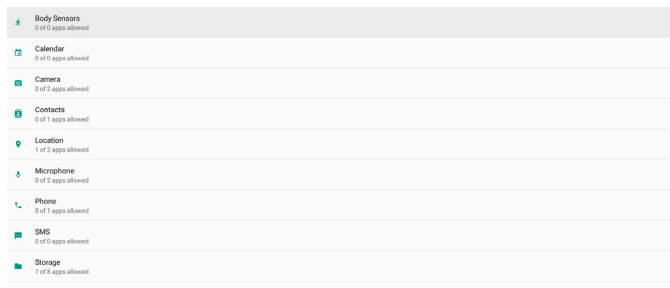 Body Sensors
0 of 0 apps allowed
Calendar
0 of 0 apps allowed
Camera
0 of 2 apps allowed
Contacts
0 of 1 apps allowed
Location
1 of 2 apps allowed
Microphone
0 of 2 apps allowed
Phone
0 of 1 apps allowed
SMS
0 of 0 apps allowed
Storage
7 of 8 apps allowed